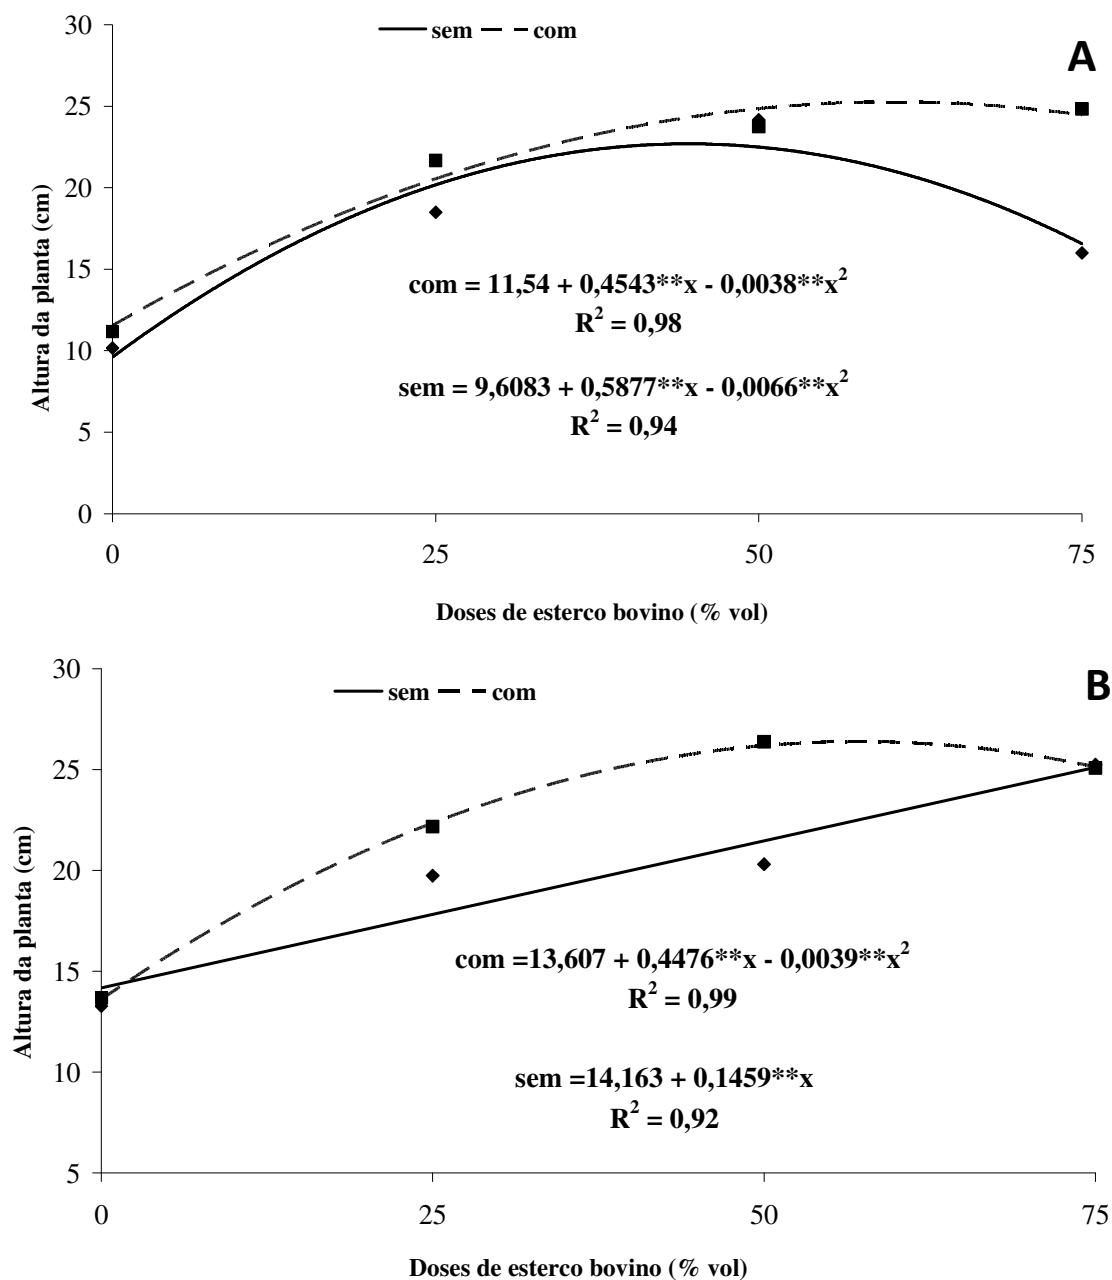 30
sem com
A
25
20
15
10
5
0
Altura da planta (cm)
com = 11,54 + 0,4543**x - 0,0038**x²
R² = 0,98
sem = 9,6083 + 0,5877**x - 0,0066**x²
R² = 0,94
0 25 50 75
Doses de esterco bovino (% vol)
30
sem com
B
25
20
15
10
5
Altura da planta (cm)
com =13,607 + 0,4476**x - 0,0039**x²
R² = 0,99
sem =14,163 + 0,1459**x
R² = 0,92
0 25 50 75
Doses de esterco bovino (% vol)